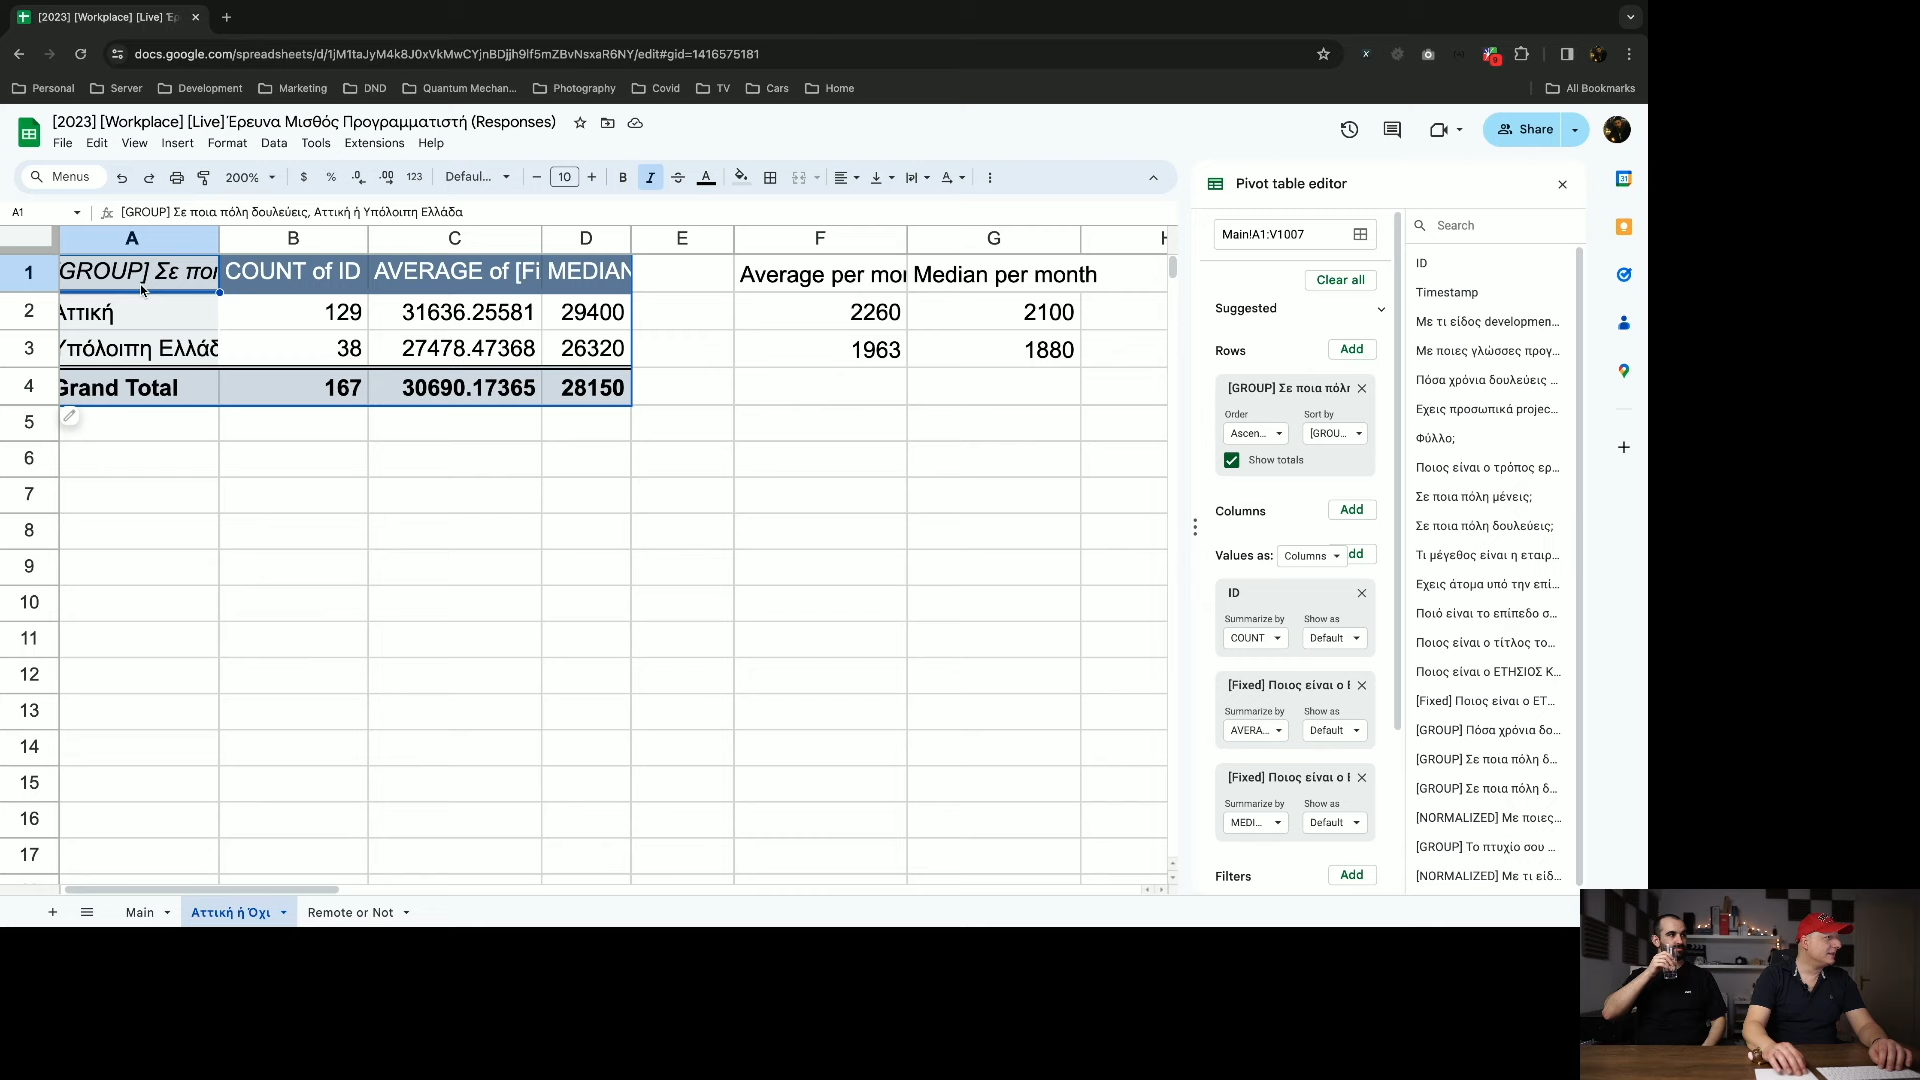 [2023] [Workplace] [Live] Έρ
docs.google.com/spreadsheets/d/1jM1taJyM4k8J0xVkMwCYjnBDjjh9lf5mZBvNsxaR6NY/edit#gid=1416575181
9
Personal Server Development Marketing DND Quantum Mechan... Photography Covid TV Cars Home All Bookmarks
[2023] [Workplace] [Live] Έρευνα Μισθός Προγραμματιστή (Responses)
Share
File Edit View Insert Format Data Tools Extensions Help
Menus 200% $ % .0 .00 123 Defaul... − 10 + B I A
A1 fx [GROUP] Σε ποια πόλη δουλεύεις, Αττική ή Υπόλοιπη Ελλάδα
A B C D E F G H
1 GROUP] Σε ποι COUNT of ID AVERAGE of [Fi MEDIAN Average per mor Median per month
2 Αττική 129 31636.25581 29400 2260 2100
3 Υπόλοιπη Ελλάδ 38 27478.47368 26320 1963 1880
4 Grand Total 167 30690.17365 28150
5
6
7
8
9
10
11
12
13
14
15
16
17
Main Αττική ή Όχι Remote or Not
Pivot table editor
Main!A1:V1007
Clear all
Suggested
Rows Add
[GROUP] Σε ποια πόλη
Order Sort by
Ascen... [GROU...
Show totals
Columns Add
Values as: Columns dd
ID
Summarize by Show as
COUNT Default
[Fixed] Ποιος είναι ο Ε
Summarize by Show as
AVERA... Default
[Fixed] Ποιος είναι ο Ε
Summarize by Show as
MEDI... Default
Filters Add
Search
ID
Timestamp
Με τι είδος developmen...
Με ποιες γλώσσες προγ...
Πόσα χρόνια δουλεύεις ...
Εχεις προσωπικά projec...
Φύλλο;
Ποιος είναι ο τρόπος ερ...
Σε ποια πόλη μένεις;
Σε ποια πόλη δουλεύεις;
Τι μέγεθος είναι η εταιρ...
Εχεις άτομα υπό την επί...
Ποιό είναι το επίπεδο σ...
Ποιος είναι ο τίτλος το...
Ποιος είναι ο ΕΤΗΣΙΟΣ Κ...
[Fixed] Ποιος είναι ο ΕΤ...
[GROUP] Πόσα χρόνια δο...
[GROUP] Σε ποια πόλη δ...
[GROUP] Σε ποια πόλη δ...
[NORMALIZED] Με ποιες...
[GROUP] Το πτυχίο σου ...
[NORMALIZED] Με τι είδ...
31